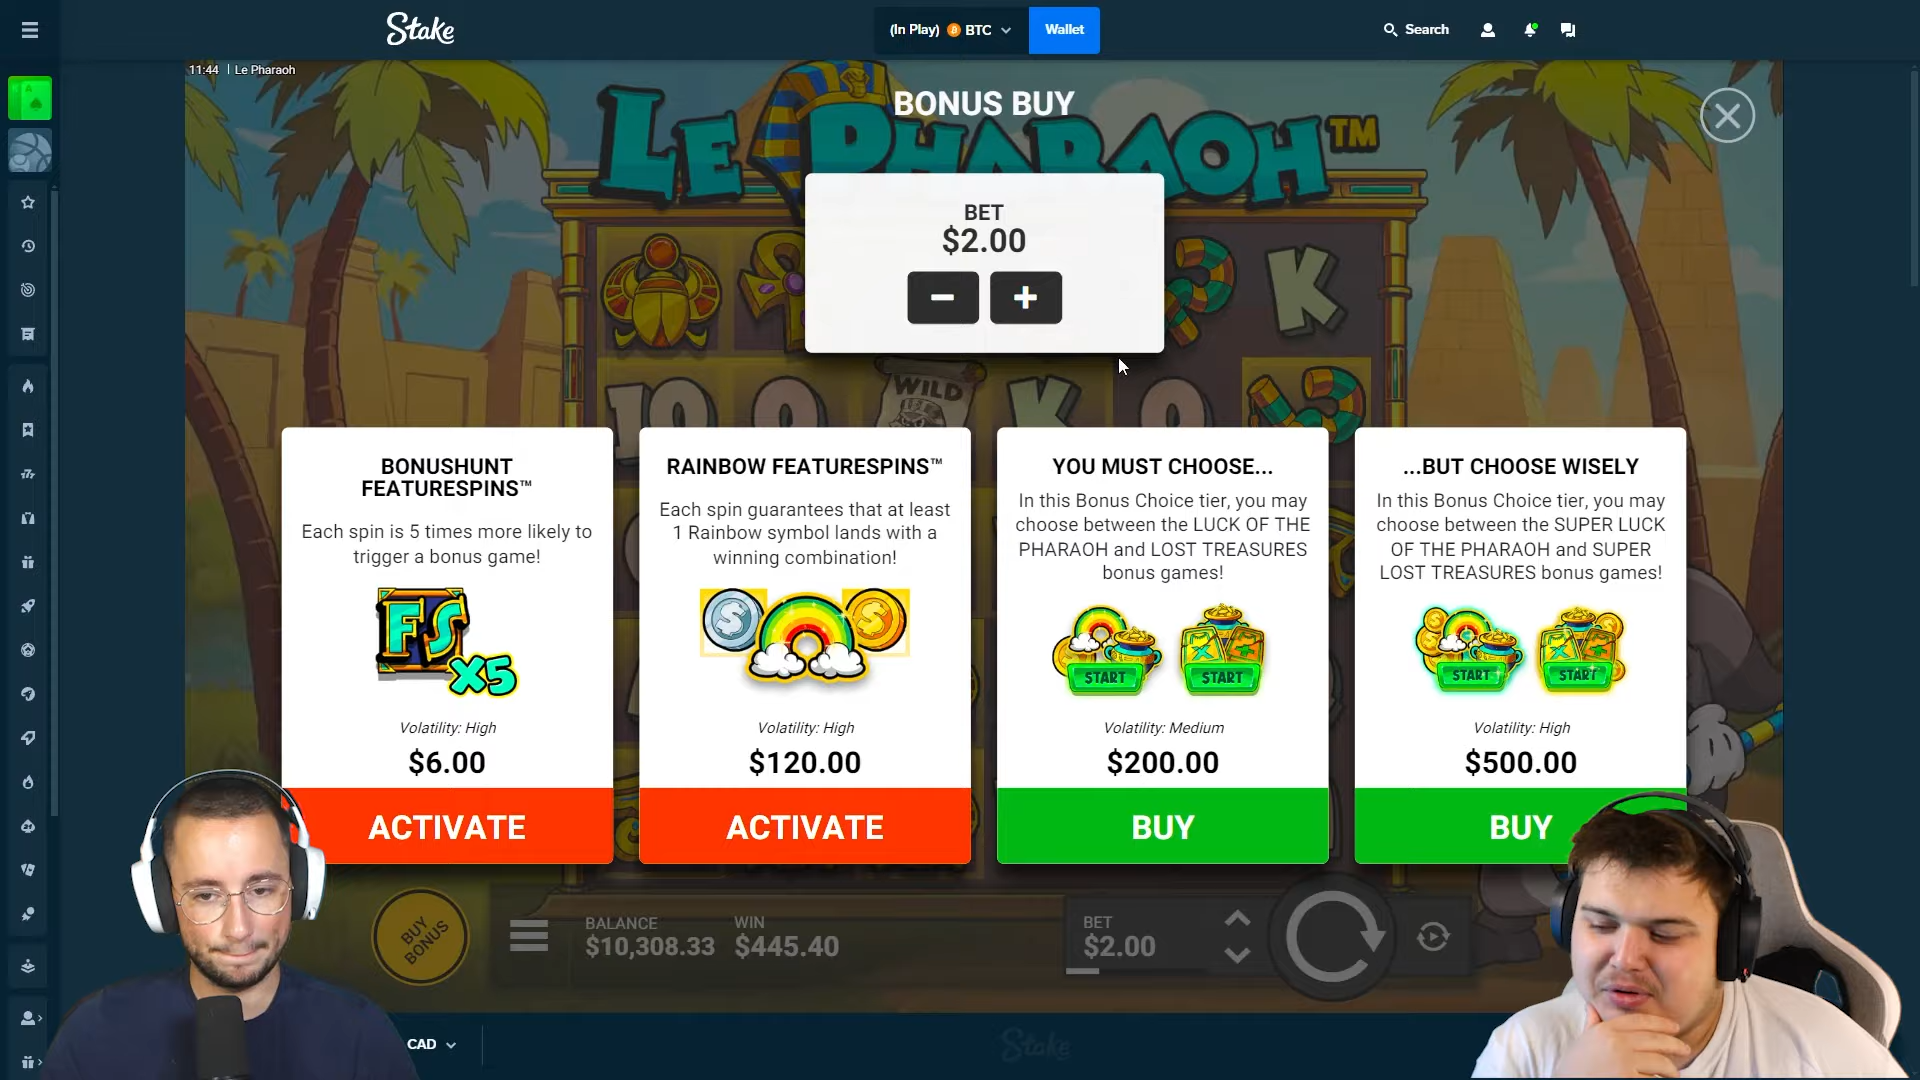 Stake
(In Play) BTC
Wallet
Search
11:44 | Le Pharaoh
LE PHARAOH™
BONUS BUY
BET
$2.00
K
10
WILD
K
BONUSHUNT
FEATURESPINS™
Each spin is 5 times more likely to
trigger a bonus game!
FS
X5
Volatility: High
$6.00
ACTIVATE
RAINBOW FEATURESPINS™
Each spin guarantees that at least
1 Rainbow symbol lands with a
winning combination!
Volatility: High
$120.00
ACTIVATE
YOU MUST CHOOSE...
In this Bonus Choice tier, you may
choose between the LUCK OF THE
PHARAOH and LOST TREASURES
bonus games!
START
START
Volatility: Medium
$200.00
BUY
...BUT CHOOSE WISELY
In this Bonus Choice tier, you may
choose between the SUPER LUCK
OF THE PHARAOH and SUPER
LOST TREASURES bonus games!
START
START
Volatility: High
$500.00
BUY
BUY
BONUS
BALANCE
$10,308.33
WIN
$445.40
BET
$2.00
CAD
Stake